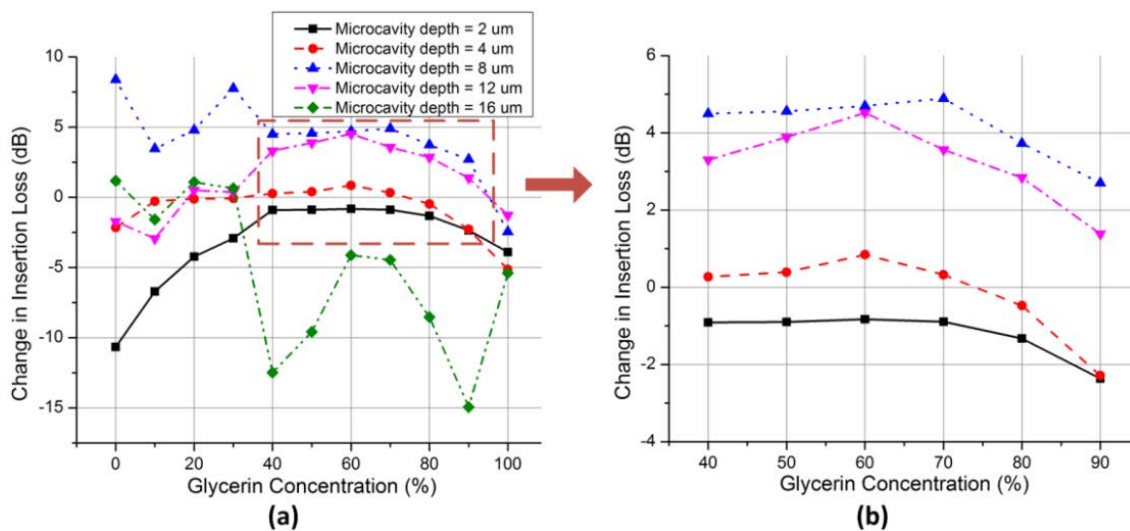 Microcavity depth = 2 um
Microcavity depth = 4 um
Microcavity depth = 8 um
Microcavity depth = 12 um
Microcavity depth = 16 um
Change in Insertion Loss (dB)
10
5
0
-5
-10
-15
0 20 40 60 80 100
Glycerin Concentration (%)
(a)
Change in Insertion Loss (dB)
6
4
2
0
-2
-4
40 50 60 70 80 90
Glycerin Concentration (%)
(b)